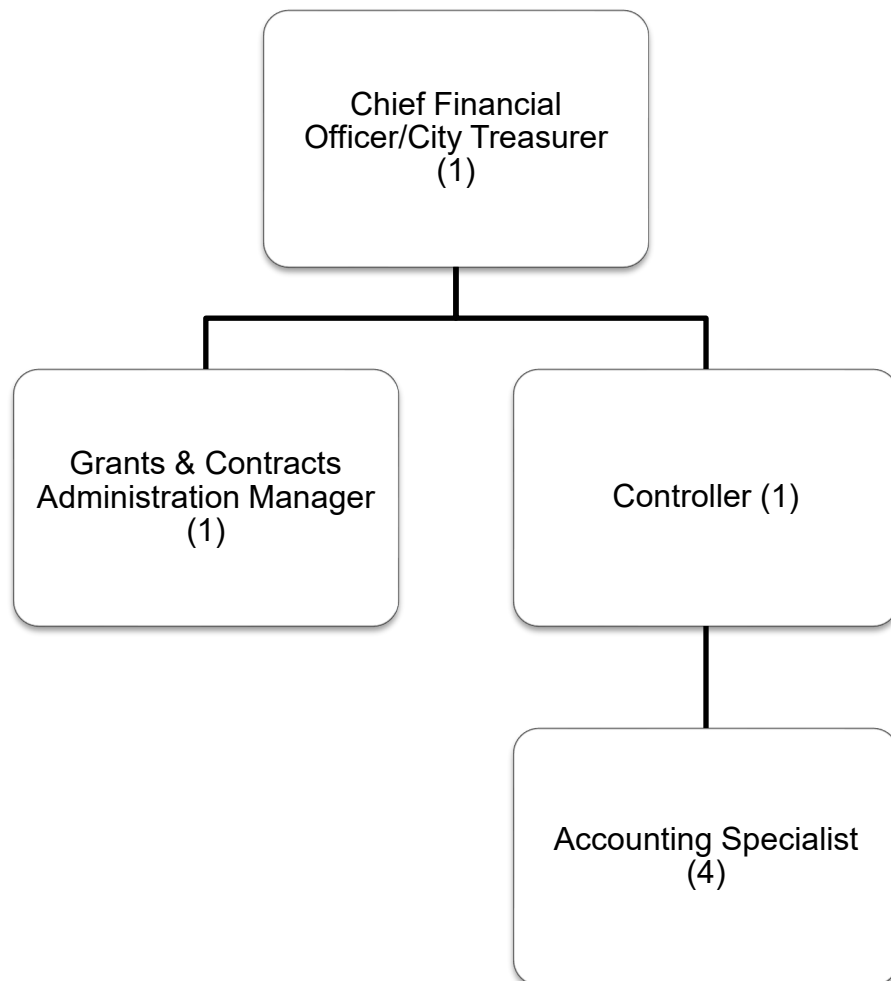 Chief Financial
Officer/City Treasurer
(1)
Grants & Contracts
Administration Manager
(1)
Controller (1)
Accounting Specialist
(4)